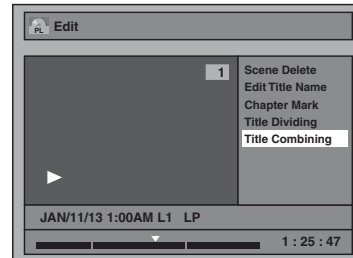 PL Edit
1
Scene Delete
Edit Title Name
Chapter Mark
Title Dividing
Title Combining
JAN/11/13 1:00AM L1 LP
1 : 25 : 47